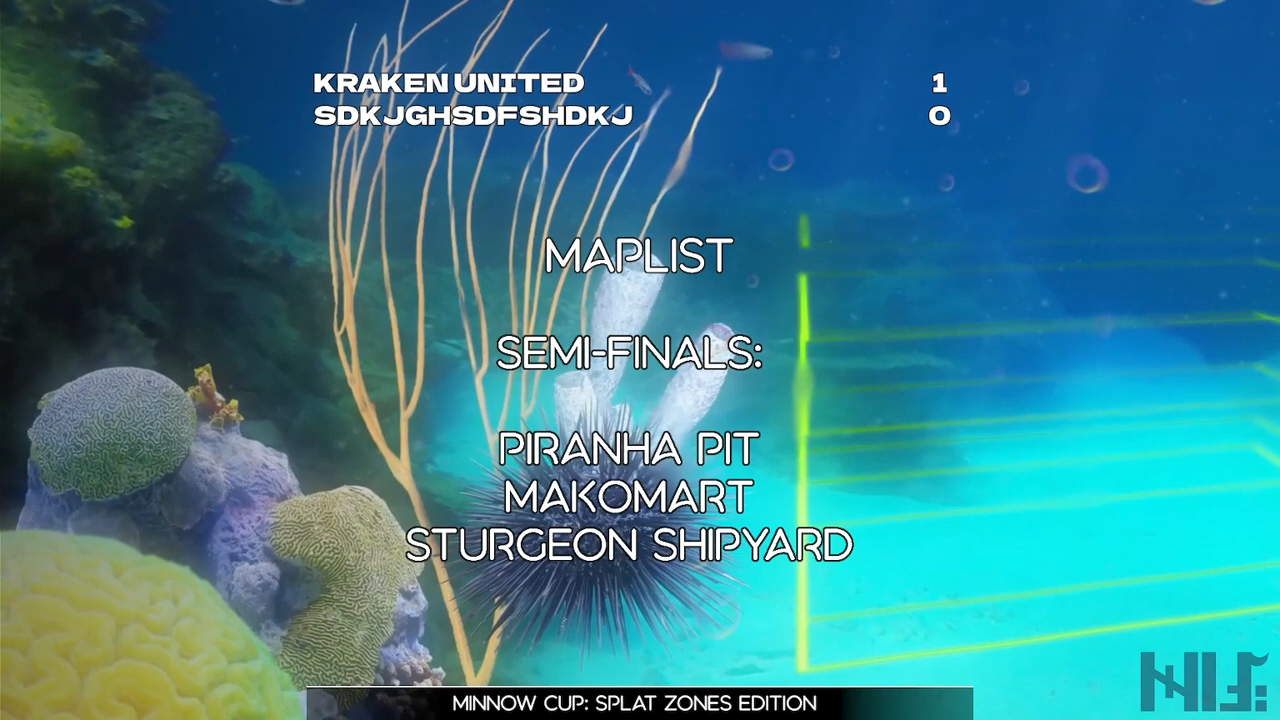 KRAKEN UNITED 1
SDKJGHSDFSHDKJ 0
MAPLIST
SEMI-FINALS:
PIRANHA PIT
MAKOMART
STURGEON SHIPYARD
MINNOW CUP: SPLAT ZONES EDITION